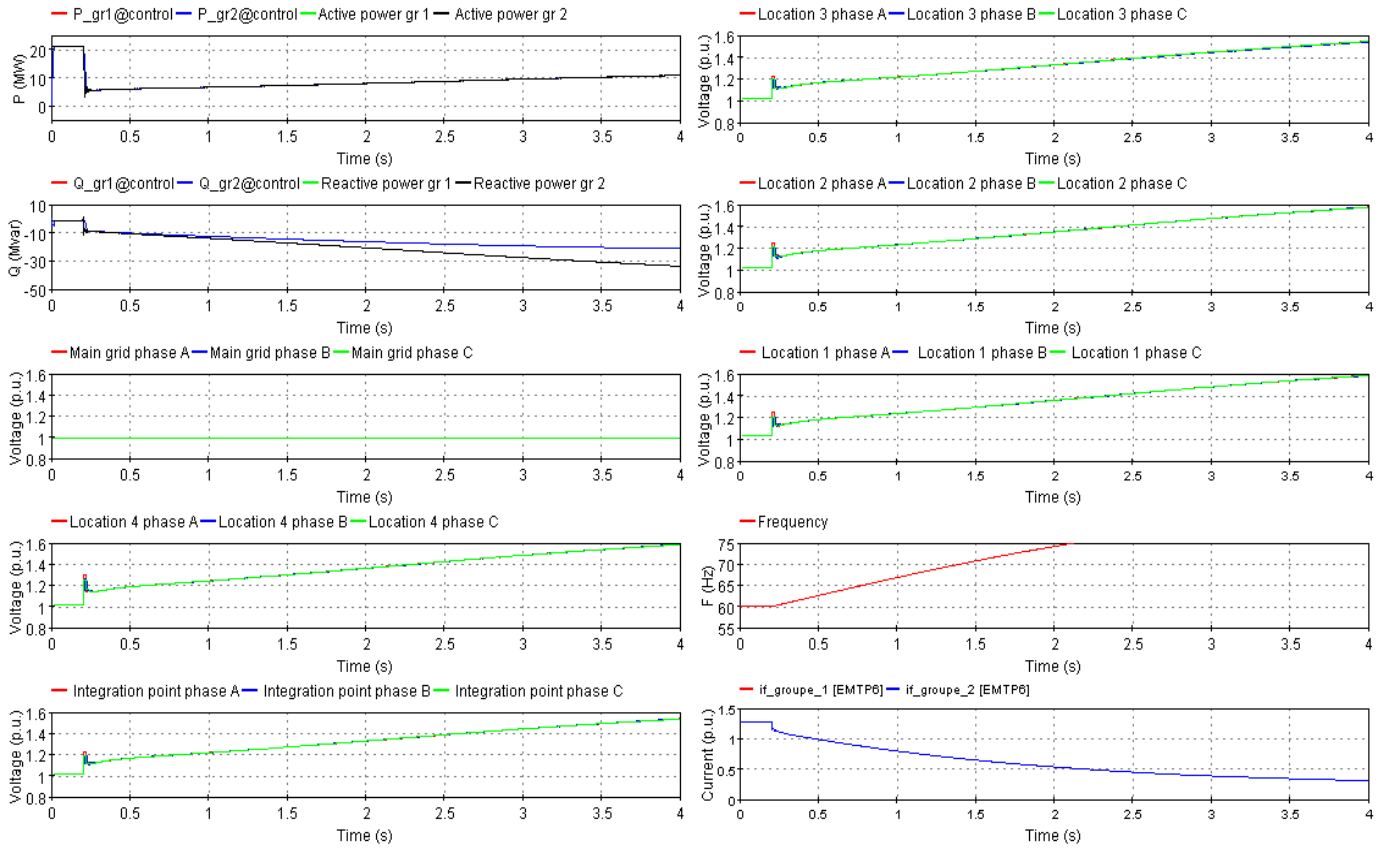 P_gr1@control P_gr2@control Active power gr 1 Active power gr 2
P (MW)
20
10
0
0 0.5 1 1.5 2 2.5 3 3.5 4
Time (s)
Q_gr1@control Q_gr2@control Reactive power gr 1 Reactive power gr 2
Q (Mvar)
10
-10
-30
-50
0 0.5 1 1.5 2 2.5 3 3.5 4
Time (s)
Main grid phase A Main grid phase B Main grid phase C
Voltage (p.u.)
1.6
1.4
1.2
1
0.8
0 0.5 1 1.5 2 2.5 3 3.5 4
Time (s)
Location 4 phase A Location 4 phase B Location 4 phase C
Voltage (p.u.)
1.6
1.4
1.2
1
0.8
0 0.5 1 1.5 2 2.5 3 3.5 4
Time (s)
Integration point phase A Integration point phase B Integration point phase C
Voltage (p.u.)
1.6
1.4
1.2
1
0.8
0 0.5 1 1.5 2 2.5 3 3.5 4
Time (s)
Location 3 phase A Location 3 phase B Location 3 phase C
Voltage (p.u.)
1.6
1.4
1.2
1
0.8
0 0.5 1 1.5 2 2.5 3 3.5 4
Time (s)
Location 2 phase A Location 2 phase B Location 2 phase C
Voltage (p.u.)
1.6
1.4
1.2
1
0.8
0 0.5 1 1.5 2 2.5 3 3.5 4
Time (s)
Location 1 phase A Location 1 phase B Location 1 phase C
Voltage (p.u.)
1.6
1.4
1.2
1
0.8
0 0.5 1 1.5 2 2.5 3 3.5 4
Time (s)
Frequency
F (Hz)
75
70
65
60
55
0 0.5 1 1.5 2 2.5 3 3.5 4
Time (s)
if_groupe_1 [EMTP6] if_groupe_2 [EMTP6]
Current (p.u.)
1.5
1
0.5
0
0 0.5 1 1.5 2 2.5 3 3.5 4
Time (s)